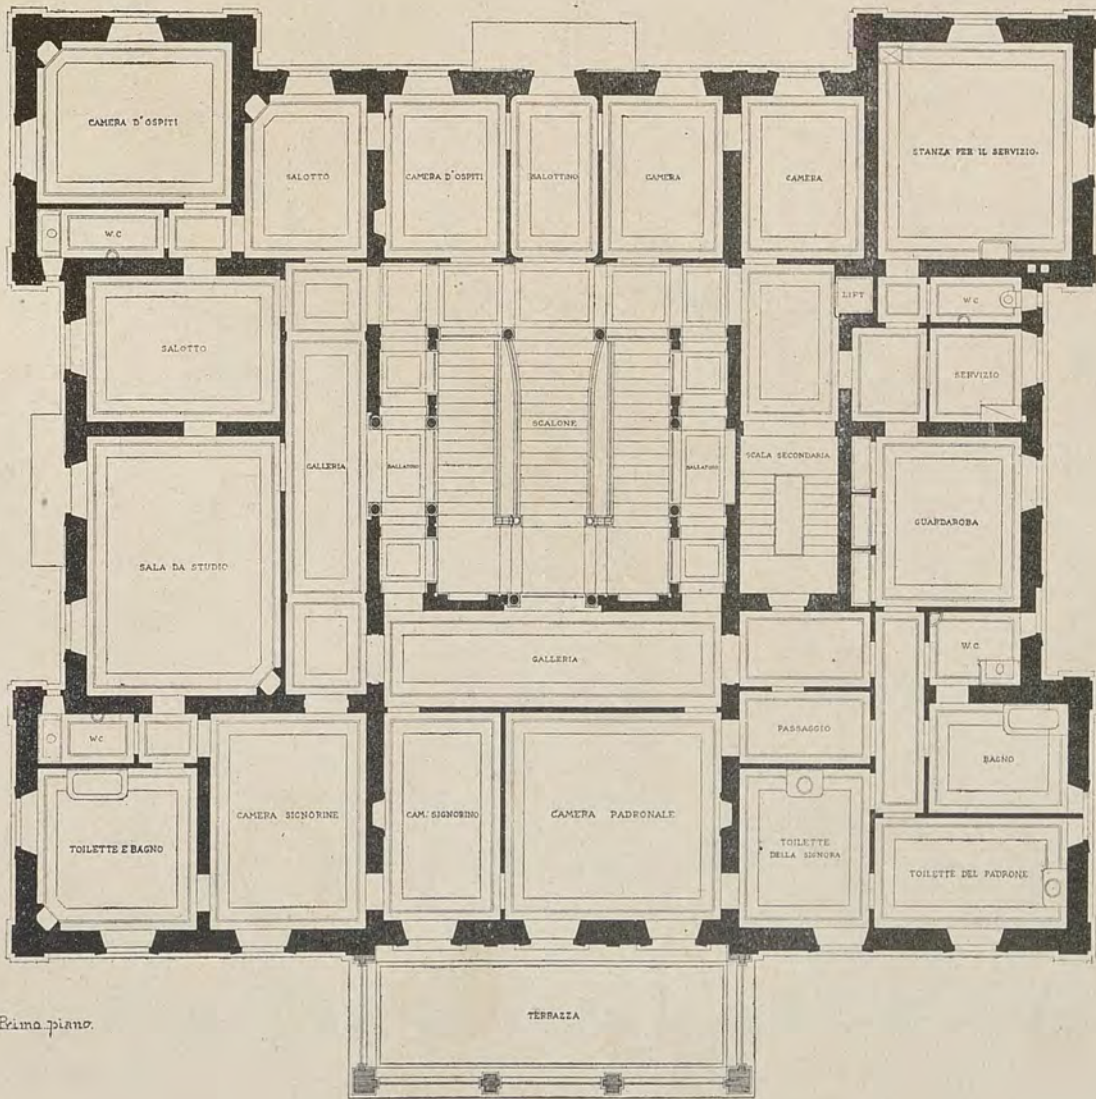 CAMERA D'OSPITI
SALOTTO
CAMERA D'OSPITI
SALOTTINO
CAMERA
CAMERA
STANZA PER IL SERVIZIO.
W.C
SALOTTO
LIFT
W.C
SERVIZIO
SCALONE
GALLERIA
BALLATOIO
BALLATOIO
SCALA SECONDARIA
GUARDAROBA
SALA DA STUDIO
GALLERIA
W.C.
W.C.
PASSAGGIO
BAGNO
CAMERA SIGNORINE
CAM. SIGNORINO
CAMERA PADRONALE
TOILETTE E BAGNO
TOILETTE
DELLA SIGNORA
TOILETTE DEL PADRONE
TERRAZZA
Primo piano.